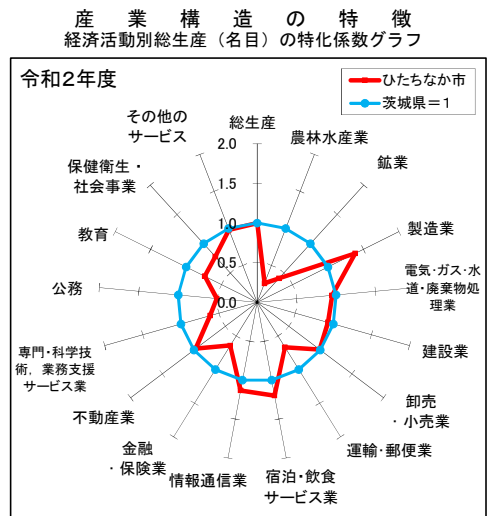 産業構造の特徴
経済活動別総生産（名目）の特化係数グラフ
令和2年度
ひたちなか市
茨城県＝1
総生産
農林水産業
鉱業
製造業
電気・ガス・水
道・廃棄物処
理業
建設業
卸売
・小売業
運輸・郵便業
宿泊・飲食
サービス業
情報通信業
金融
・保険業
不動産業
専門・科学技
術，業務支援
サービス業
公務
教育
保健衛生・
社会事業
その他の
サービス
2.0
1.5
1.0
0.5
0.0